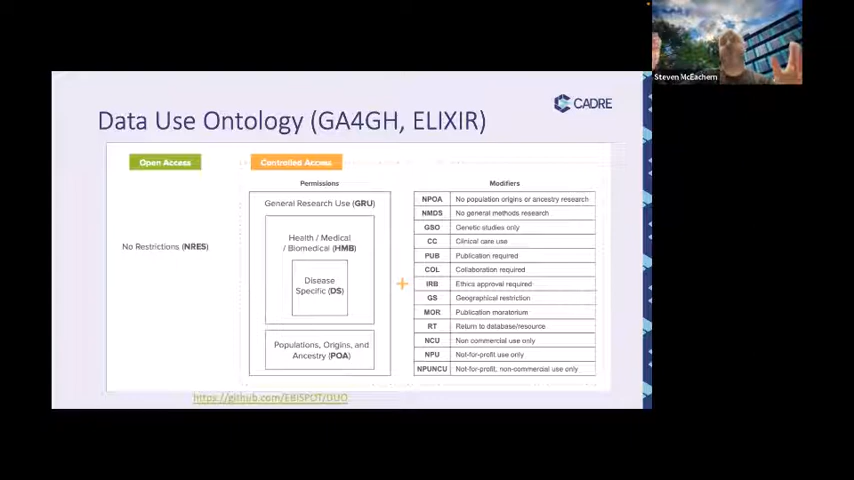 Steven McEachern
CADRE
Data Use Ontology (GA4GH, ELIXIR)
Open Access
Controlled Access
Permissions
Modifiers
No Restrictions (NRES)
General Research Use (GRU)
Health / Medical
/ Biomedical (HMB)
Disease
Specific (DS)
Populations, Origins, and
Ancestry (POA)
+
NPOA No population origins or ancestry research
NMDS No general methods research
GSO Genetic studies only
CC Clinical care use
PUB Publication required
COL Collaboration required
IRB Ethics approval required
GS Geographical restriction
MOR Publication moratorium
RT Return to database/resource
NCU Non commercial use only
NPU Not-for-profit use only
NPUNCU Not-for-profit, non-commercial use only
https://github.com/EBISPOT/DUO